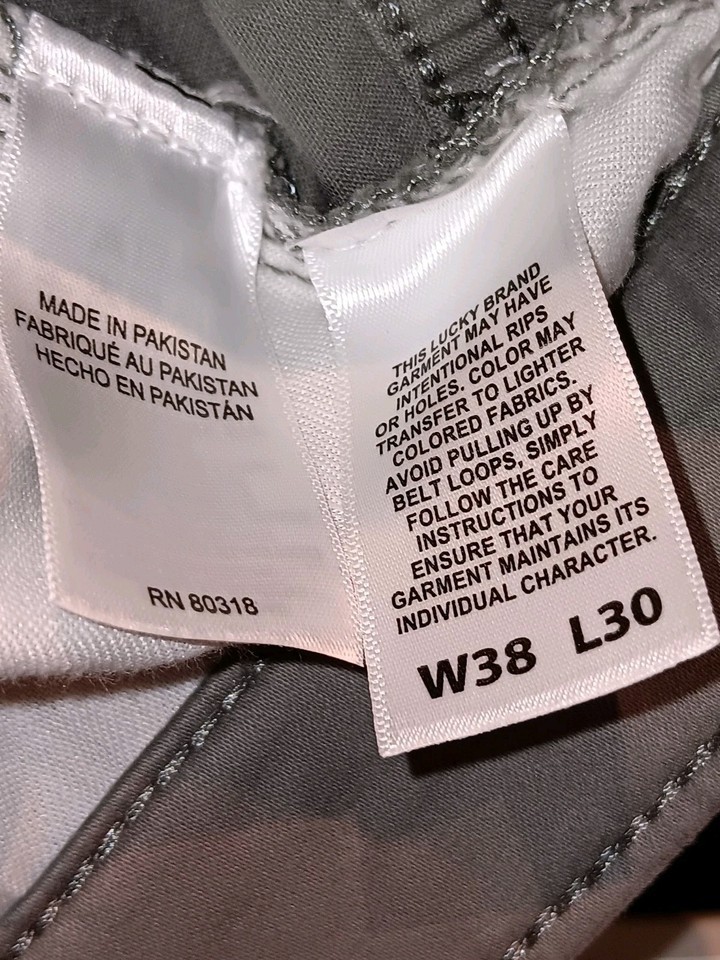 MADE IN PAKISTAN
FABRIQUÉ AU PAKISTAN
HECHO EN PAKISTÁN
RN 80318
THIS LUCKY BRAND
GARMENT MAY HAVE
INTENTIONAL RIPS
OR HOLES. COLOR MAY
TRANSFER TO LIGHTER
COLORED FABRICS.
AVOID PULLING UP BY
BELT LOOPS, SIMPLY
FOLLOW THE CARE
INSTRUCTIONS TO
ENSURE THAT YOUR
GARMENT MAINTAINS ITS
INDIVIDUAL CHARACTER.
W38 L30